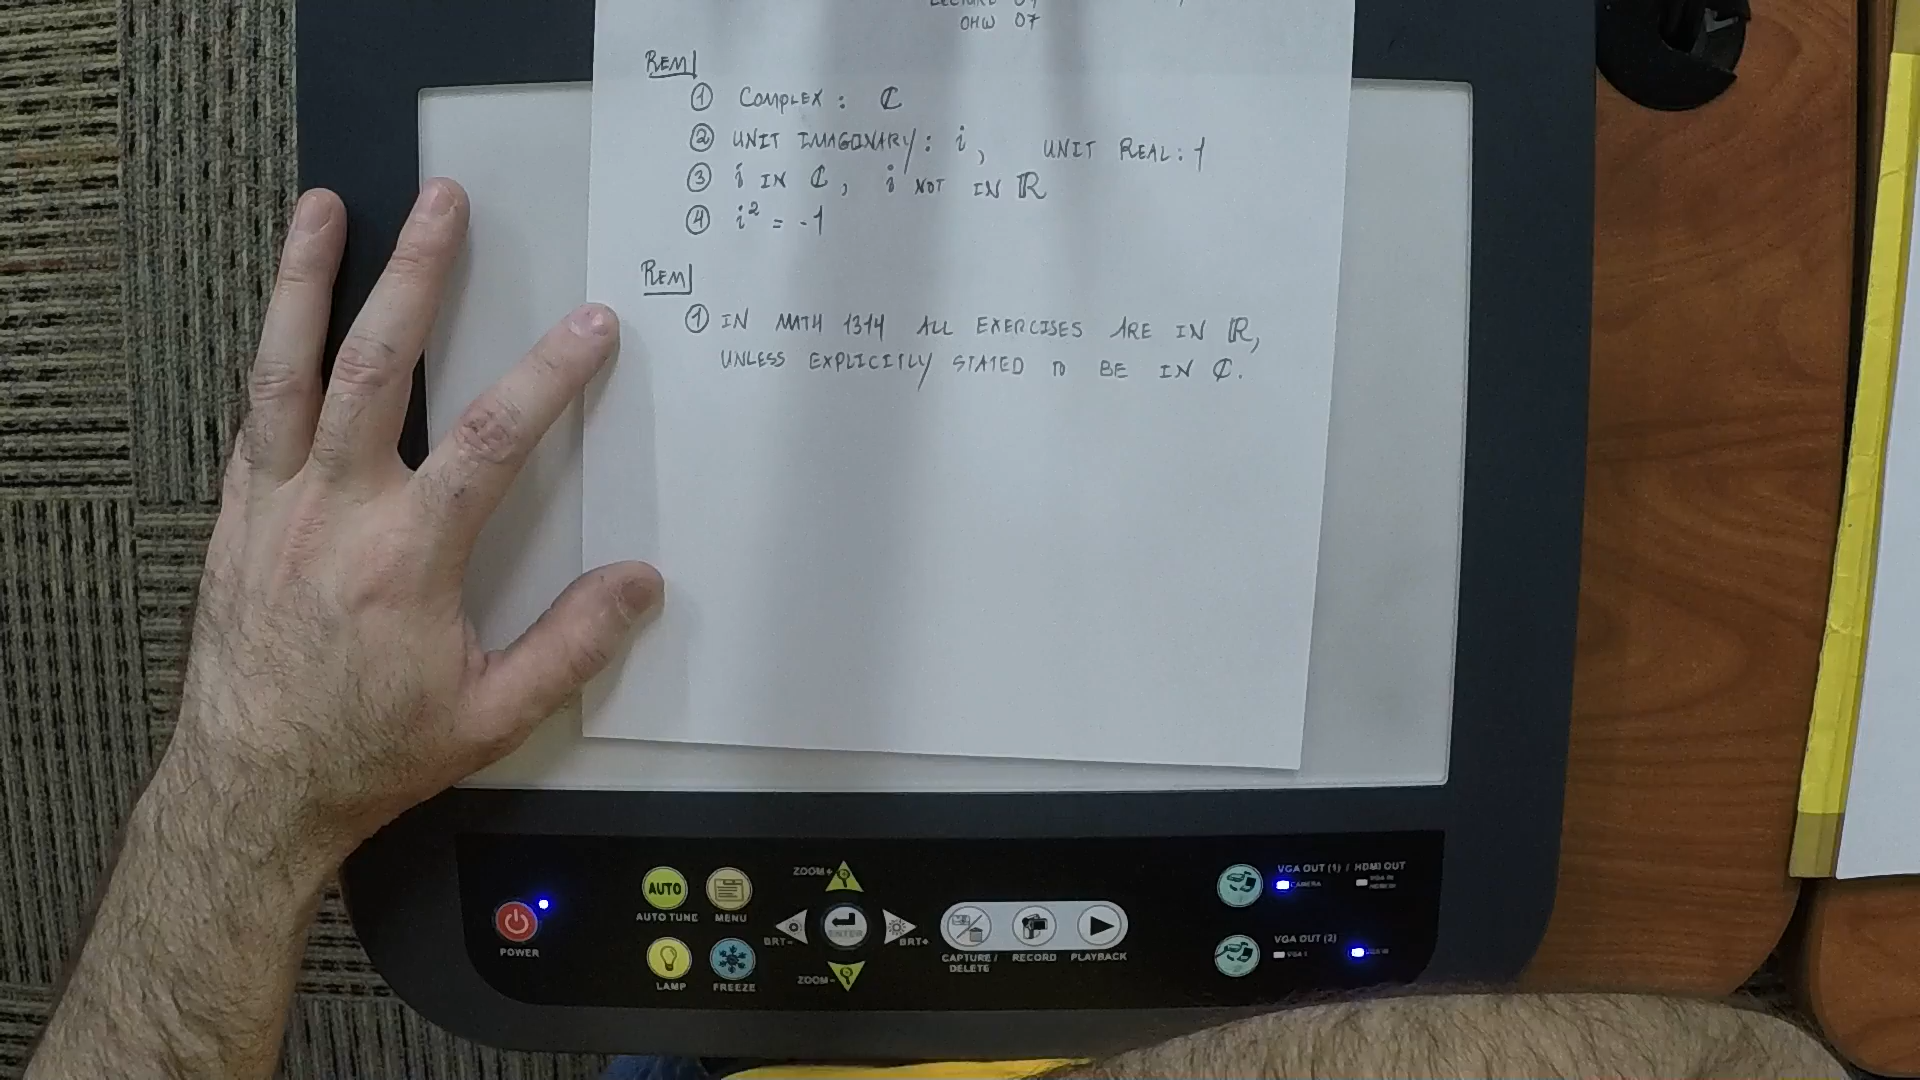 OHW 07
REM
① COMPLEX : ℂ
② UNIT IMAGINARY : i, UNIT REAL : 1
③ i IN ℂ, i NOT IN ℝ
④ i² = -1
REM
① IN MATH 1314 ALL EXERCISES ARE IN ℝ,
UNLESS EXPLICITLY STATED TO BE IN ℂ.
POWER
AUTO
AUTO TUNE
MENU
LAMP
FREEZE
ZOOM+
BRT-
ENTER
BRT+
ZOOM-
CAPTURE / DELETE
RECORD
PLAYBACK
VGA OUT (1) / HDMI OUT
CAMERA
VGA OUT (2)